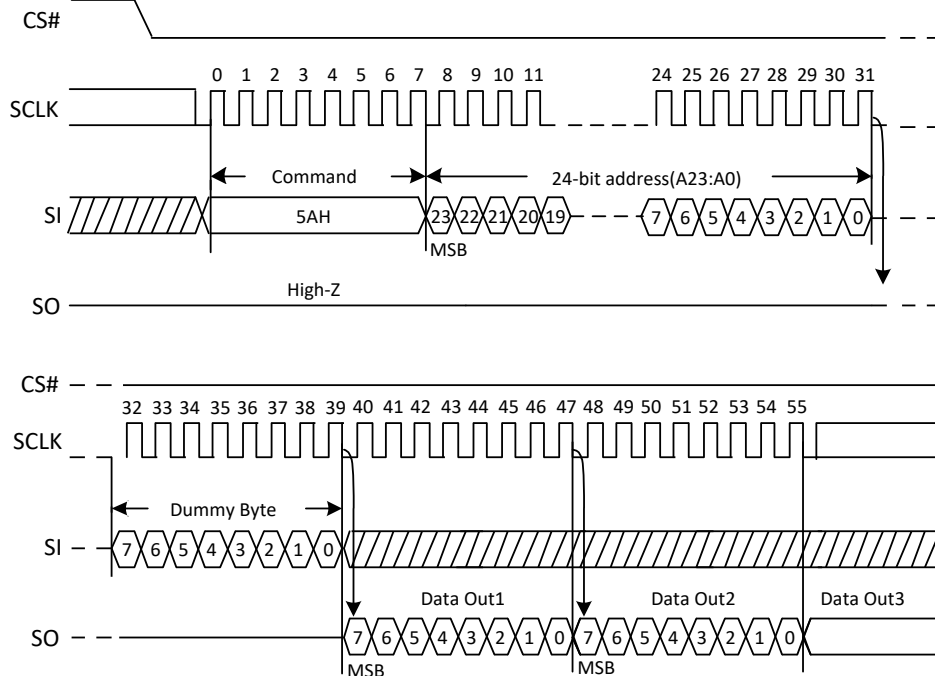 CS#
0 1 2 3 4 5 6 7 8 9 10 11 24 25 26 27 28 29 30 31
SCLK
Command 24-bit address(A23:A0)
SI 5AH 23 22 21 20 19 7 6 5 4 3 2 1 0
MSB
High-Z
SO
CS#
32 33 34 35 36 37 38 39 40 41 42 43 44 45 46 47 48 49 50 51 52 53 54 55
SCLK
Dummy Byte
SI 7 6 5 4 3 2 1 0
Data Out1 Data Out2 Data Out3
SO 7 6 5 4 3 2 1 0 7 6 5 4 3 2 1 0
MSB MSB